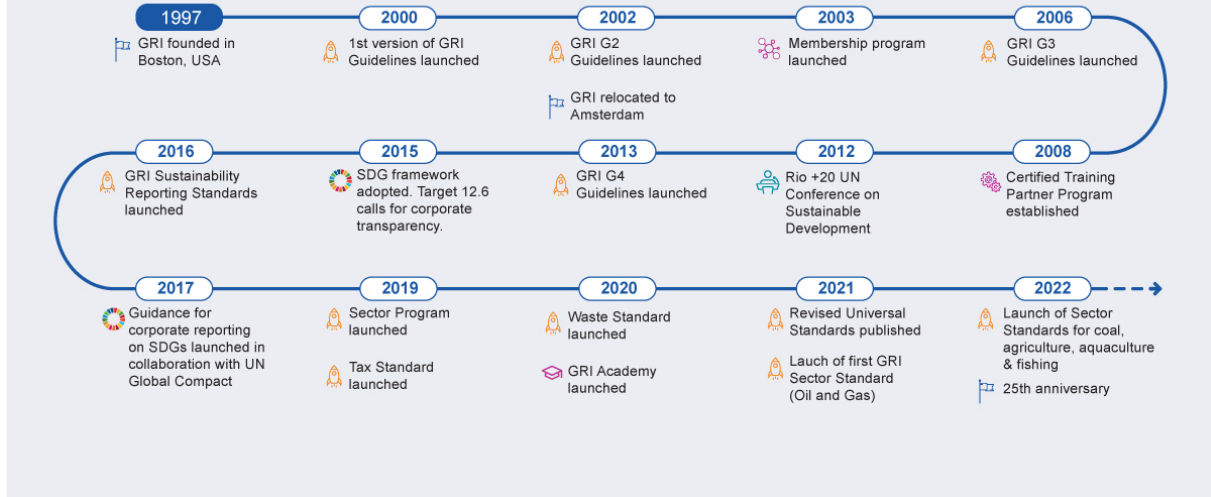 1997
GRI founded in
Boston, USA
2000
1st version of GRI
Guidelines launched
2002
GRI G2
Guidelines launched
GRI relocated to
Amsterdam
2003
Membership program
launched
2006
GRI G3
Guidelines launched
2008
Certified Training
Partner Program
established
2012
Rio +20 UN
Conference on
Sustainable
Development
2013
GRI G4
Guidelines launched
2015
SDG framework
adopted. Target 12.6
calls for corporate
transparency.
2016
GRI Sustainability
Reporting Standards
launched
2017
Guidance for
corporate reporting
on SDGs launched in
collaboration with UN
Global Compact
2019
Sector Program
launched
Tax Standard
launched
2020
Waste Standard
launched
GRI Academy
launched
2021
Revised Universal
Standards published
Lauch of first GRI
Sector Standard
(Oil and Gas)
2022
Launch of Sector
Standards for coal,
agriculture, aquaculture
& fishing
25th anniversary